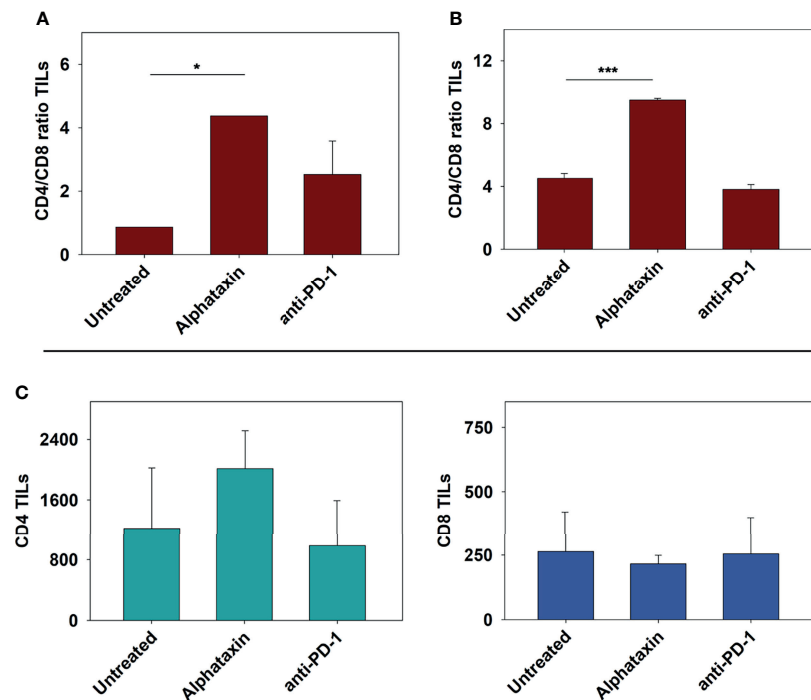 A
CD4/CD8 ratio TILs
6
4
2
0
*
Untreated
Alphataxin
anti-PD-1
B
CD4/CD8 ratio TILs
12
8
4
0
***
Untreated
Alphataxin
anti-PD-1
C
CD4 TILs
2400
1600
800
0
Untreated
Alphataxin
anti-PD-1
CD8 TILs
750
500
250
0
Untreated
Alphataxin
anti-PD-1